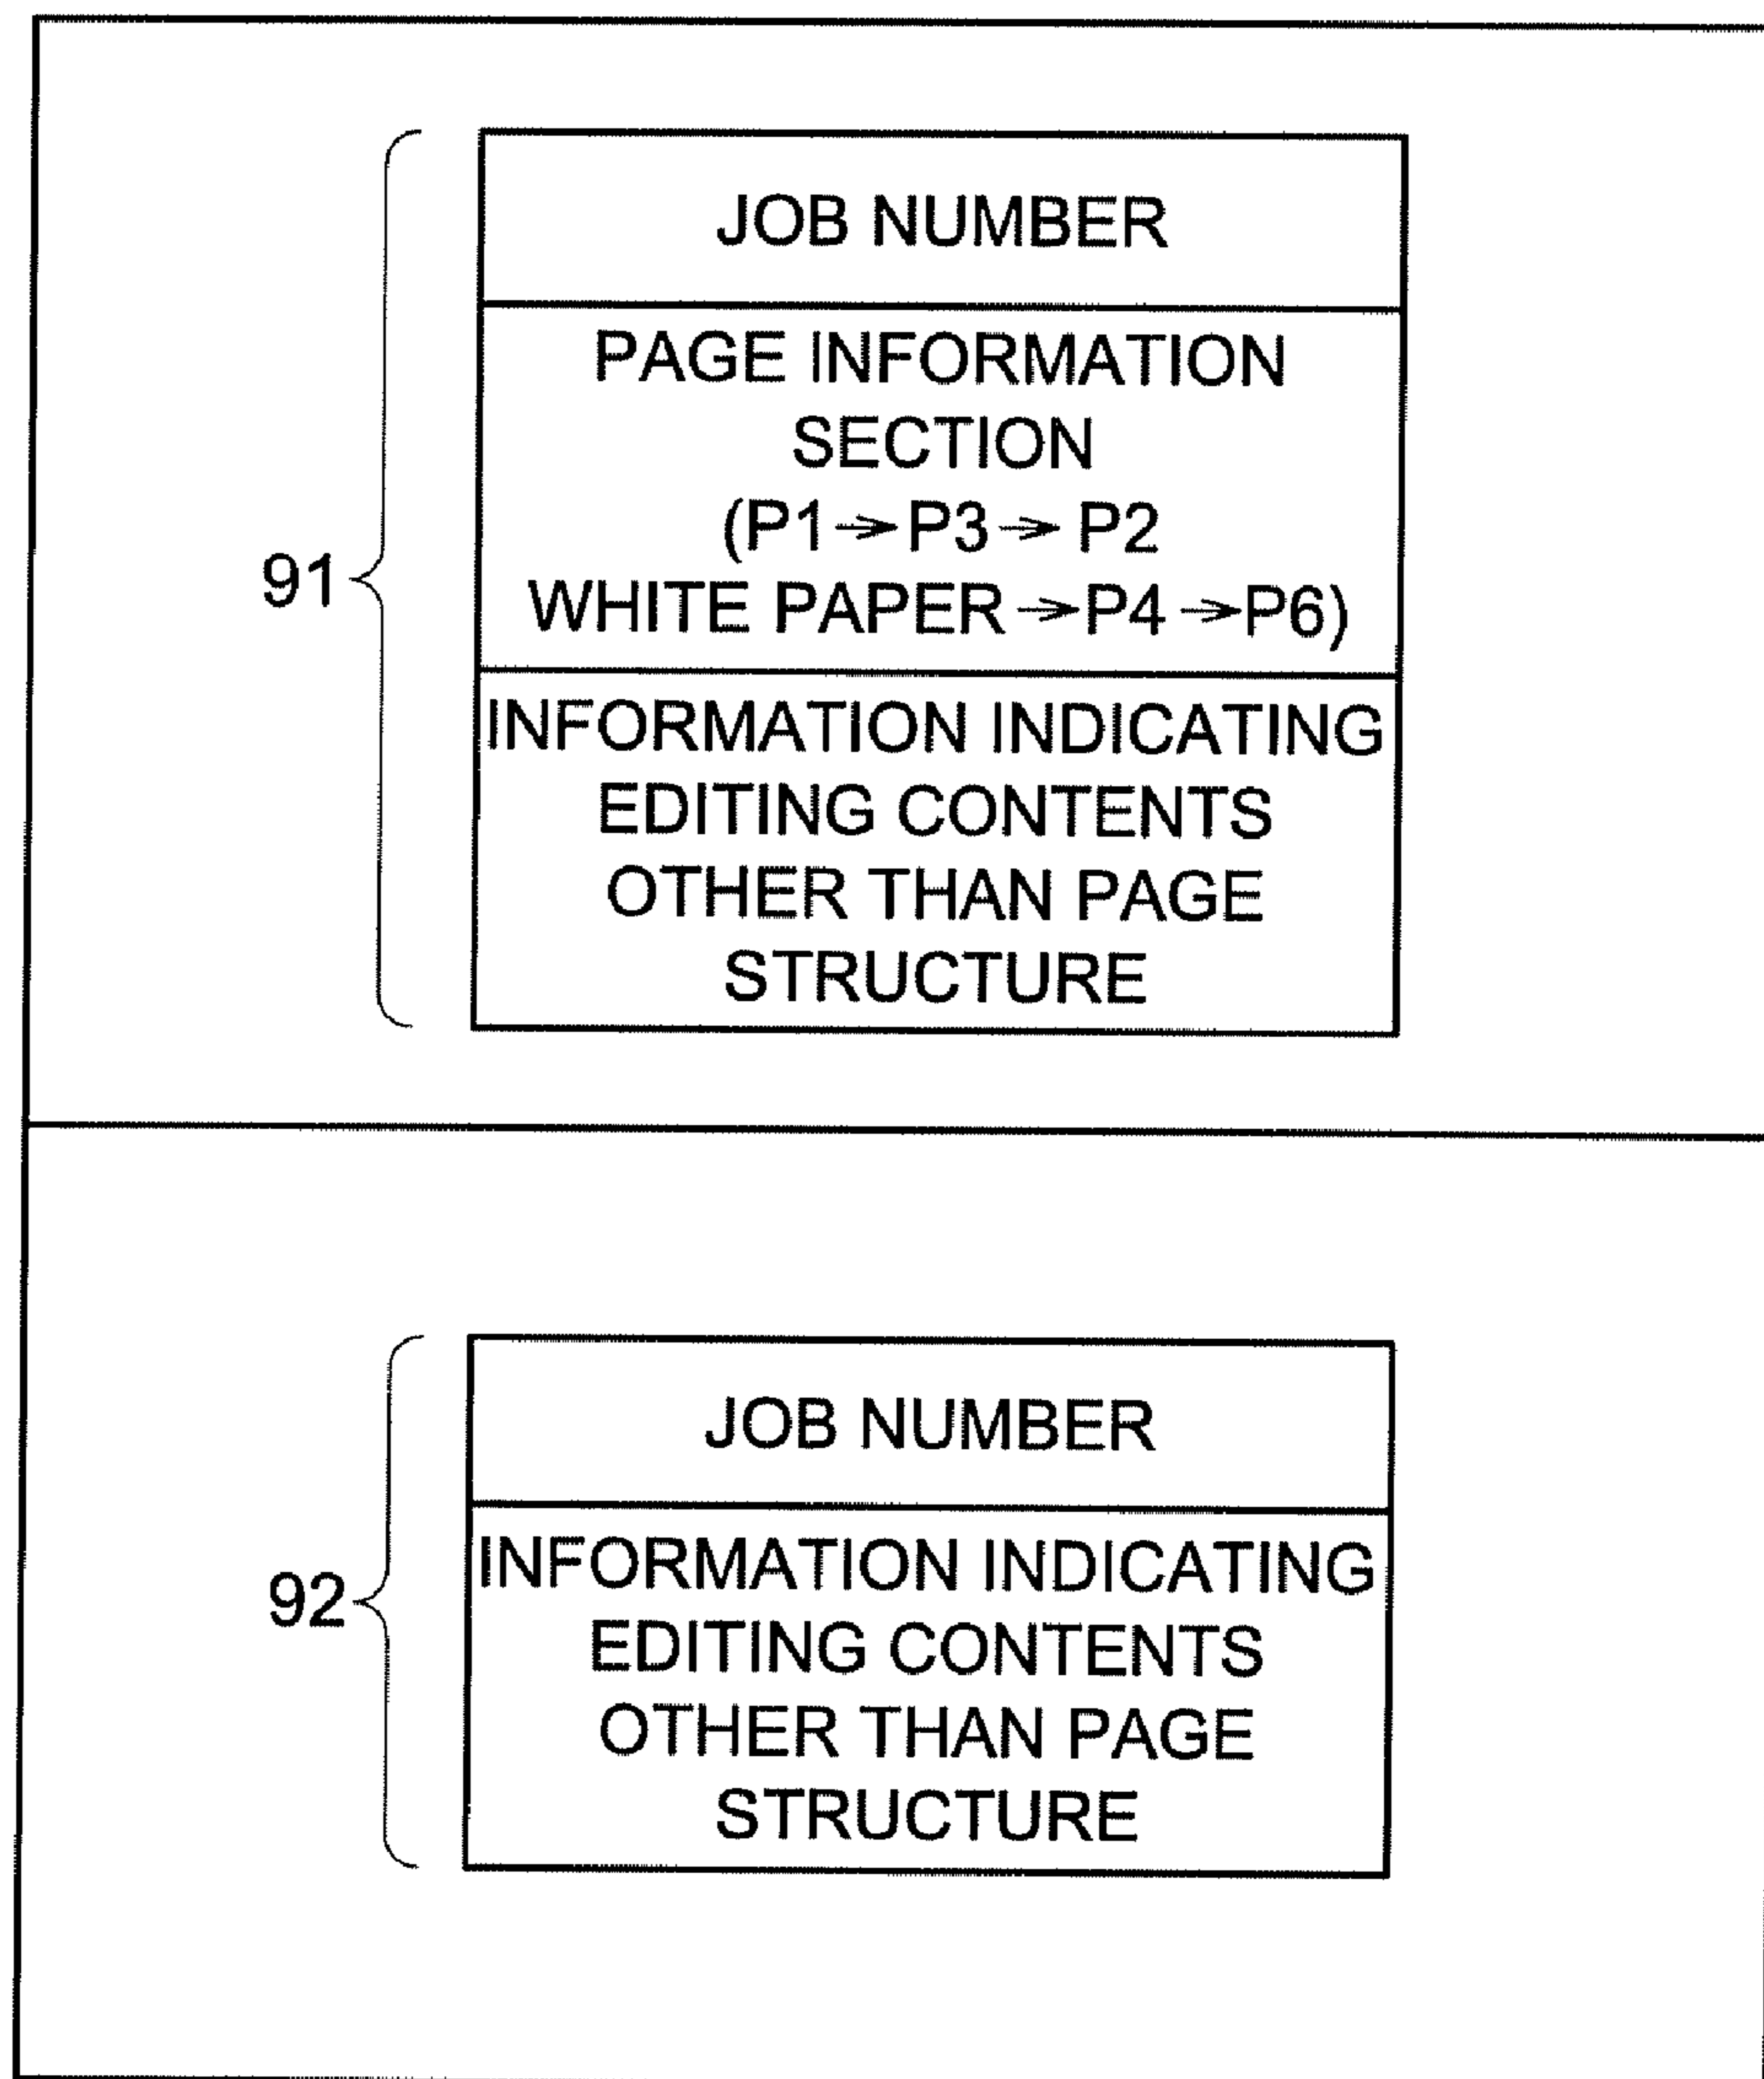 JOB NUMBER
PAGE INFORMATION
SECTION
(P1→P3→P2
WHITE PAPER→P4→P6)
91
INFORMATION INDICATING
EDITING CONTENTS
OTHER THAN PAGE
STRUCTURE
JOB NUMBER
INFORMATION INDICATING
92
EDITING CONTENTS
OTHER THAN PAGE
STRUCTURE